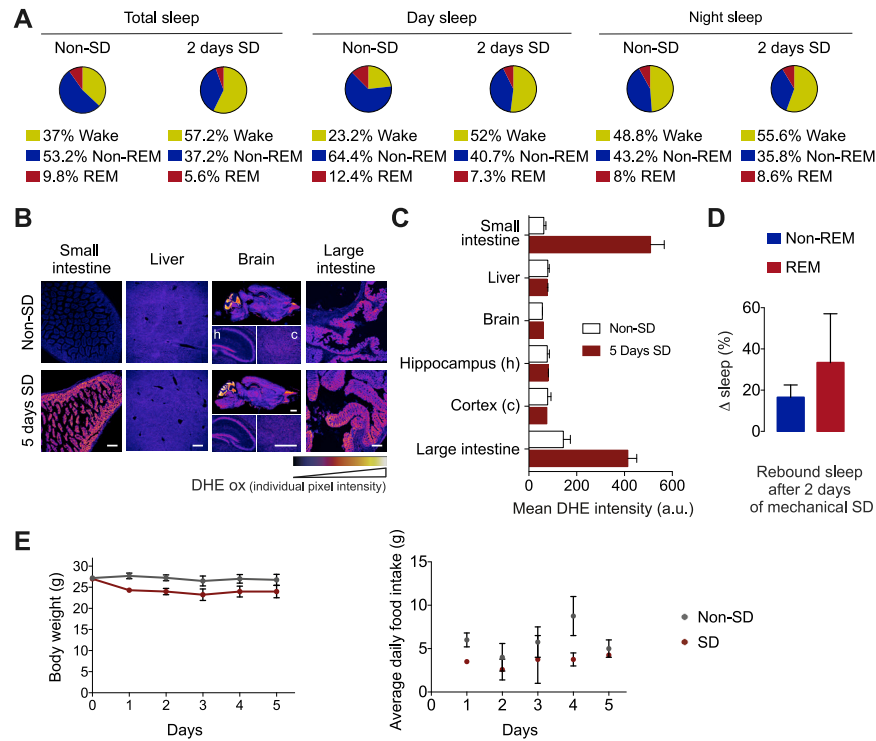 A
Total sleep
Day sleep
Night sleep
Non-SD
2 days SD
Non-SD
2 days SD
Non-SD
2 days SD
37% Wake
57.2% Wake
23.2% Wake
52% Wake
48.8% Wake
55.6% Wake
53.2% Non-REM
37.2% Non-REM
64.4% Non-REM
40.7% Non-REM
43.2% Non-REM
35.8% Non-REM
9.8% REM
5.6% REM
12.4% REM
7.3% REM
8% REM
8.6% REM
B
Small
intestine
Liver
Brain
Large
intestine
Non-SD
h
c
5 days SD
DHE ox (individual pixel intensity)
C
Small
intestine
Liver
Brain
Hippocampus (h)
Cortex (c)
Large intestine
Non-SD
5 Days SD
0
200
400
600
Mean DHE intensity (a.u.)
D
Non-REM
REM
Δ sleep (%)
60
40
20
0
Rebound sleep
after 2 days
of mechanical SD
E
Body weight (g)
30
25
20
15
10
5
0
0
1
2
3
4
5
Days
Average daily food intake (g)
15
10
5
0
0
1
2
3
4
5
Days
Non-SD
SD